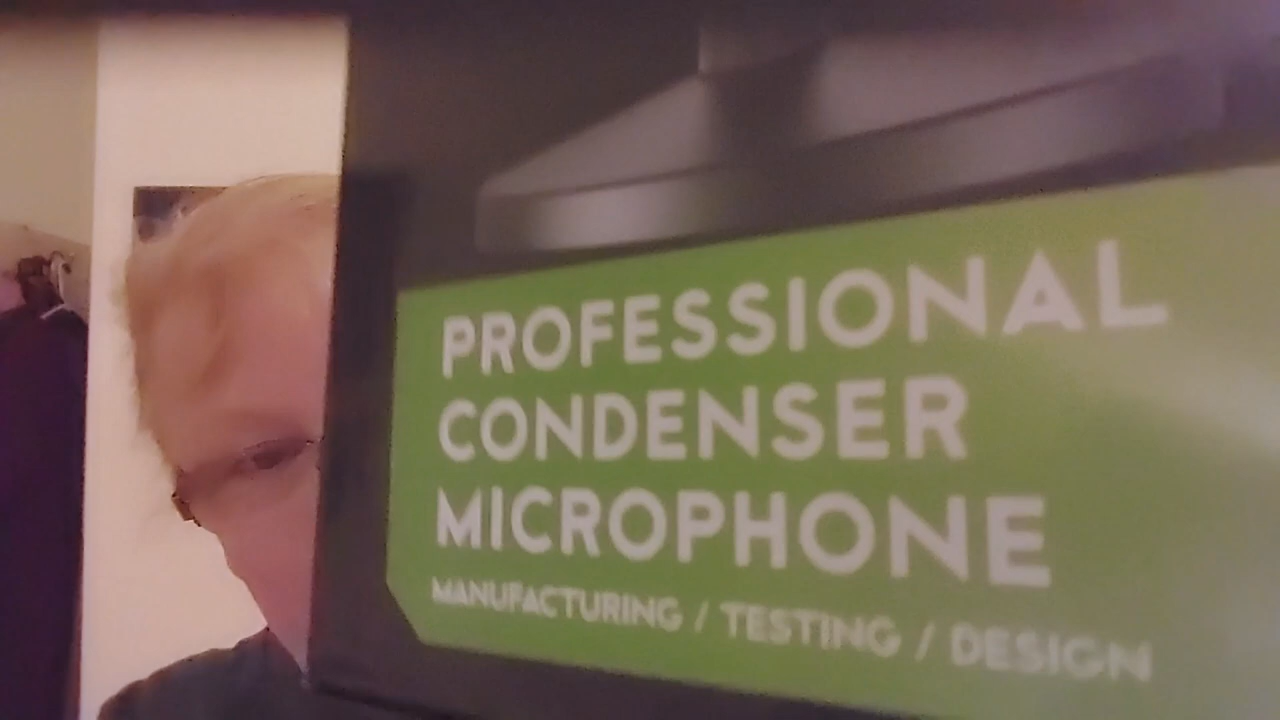 PROFESSIONAL
CONDENSER
MICROPHONE
MANUFACTURING / TESTING / DESIGN